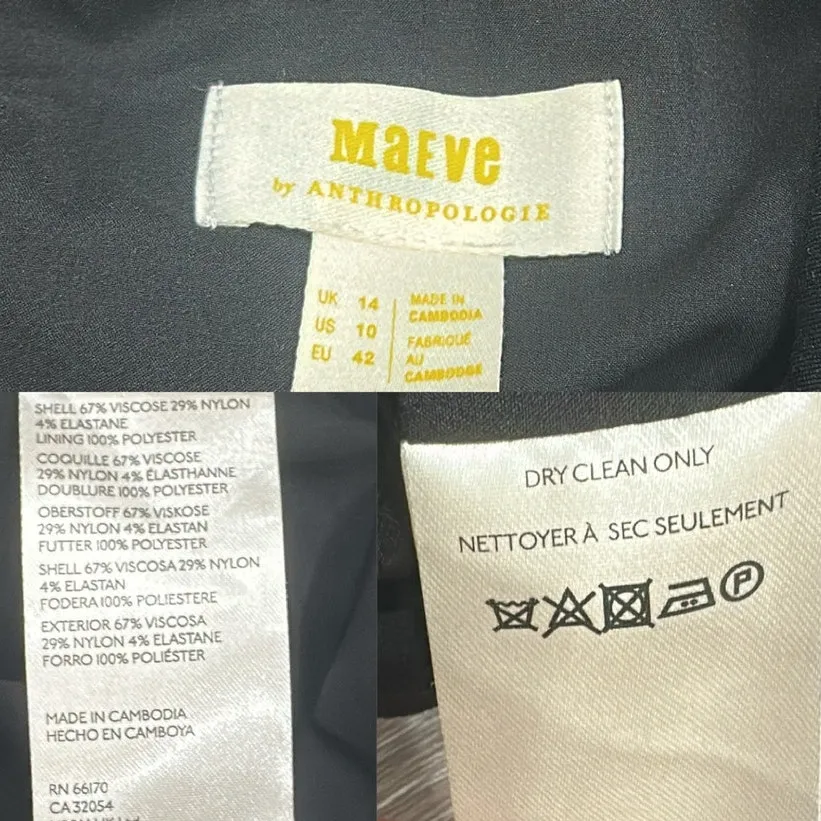 MaEVe
by ANTHROPOLOGIE
UK 14
US 10
EU 42
MADE IN
CAMBODIA
FABRIQUÉ
AU
CAMBODGE
SHELL 67% VISCOSE 29% NYLON
4% ELASTANE
LINING 100% POLYESTER
COQUILLE 67% VISCOSE
29% NYLON 4% ÉLASTHANNE
DOUBLURE 100% POLYESTER
OBERSTOFF 67% VISKOSE
29% NYLON 4% ELASTAN
FUTTER 100% POLYESTER
SHELL 67% VISCOSA 29% NYLON
4% ELASTAN
FODERA 100% POLIESTERE
EXTERIOR 67% VISCOSA
29% NYLON 4% ELASTANE
FORRO 100% POLIÉSTER
MADE IN CAMBODIA
HECHO EN CAMBOYA
RN 66170
CA 32054
DRY CLEAN ONLY
NETTOYER À SEC SEULEMENT
P